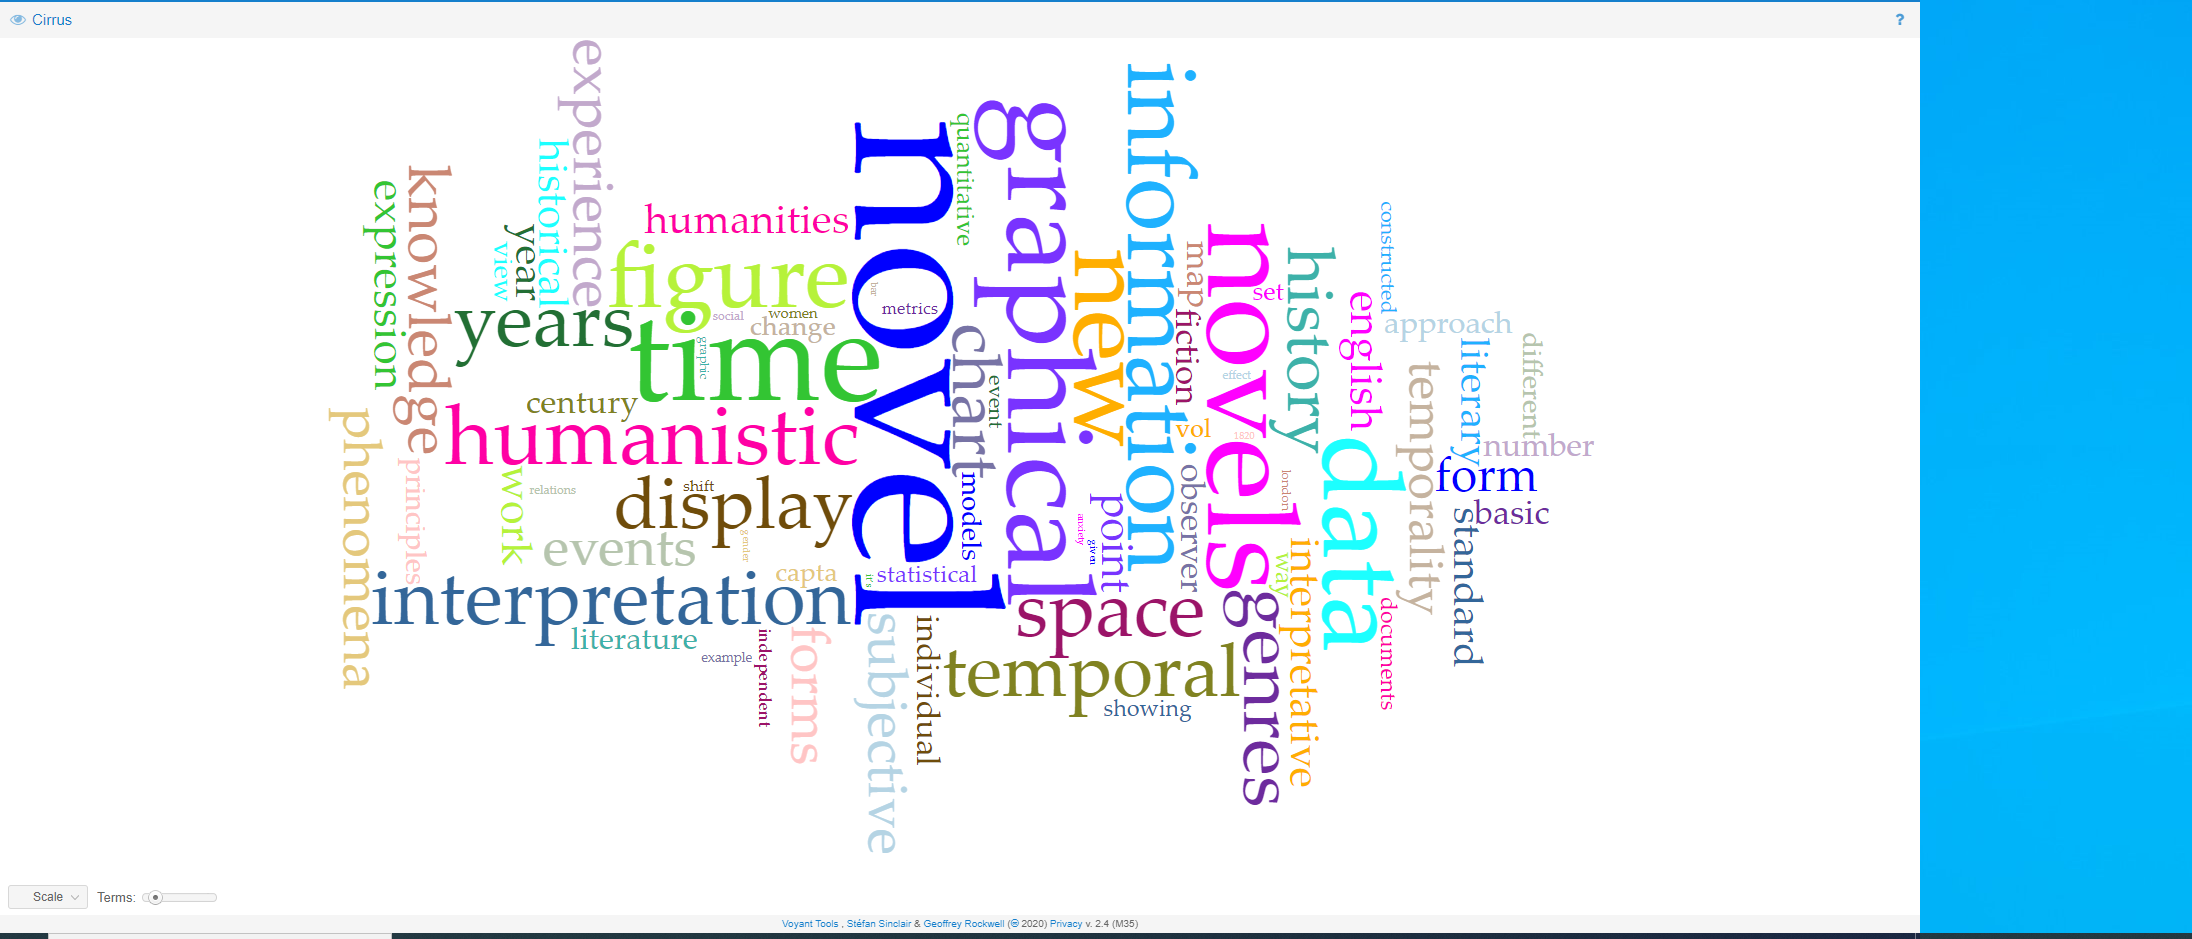 Cirrus
?
experience
information
graphical
quantitative
novel
historical
knowledge
expression
humanities
constructed
year
view
novels
map
figure
history
new
bar
metrics
set
english
years
social
women
change
time
graphic
fiction
approach
chart
different
literary
temporality
effect
event
century
humanistic
phenomena
vol
1820
data
number
principles
work
relations
shift
display
models
observer
london
form
point
basic
standard
anxiety
gender
events
given
interpretative
way
capta
it's
statistical
interpretation
space
genres
documents
literature
example
independent
forms
subjective
individual
temporal
showing
Scale
Terms:
Voyant Tools , Stéfan Sinclair & Geoffrey Rockwell (🅭 2020) Privacy v. 2.4 (M35)